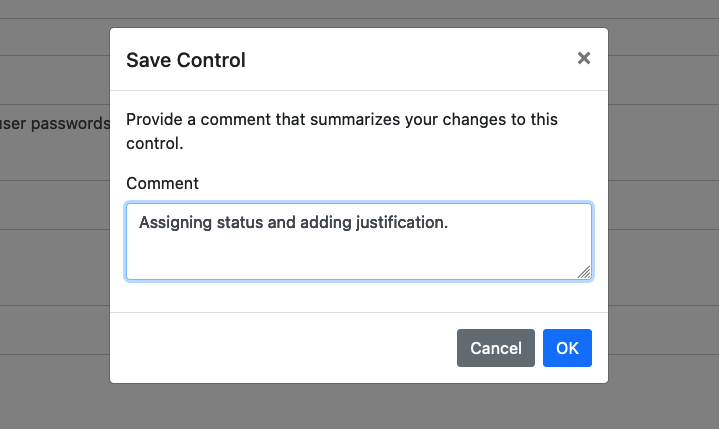 Save Control
×
user passwords
Provide a comment that summarizes your changes to this
control.
Comment
Assigning status and adding justification.
Cancel
OK